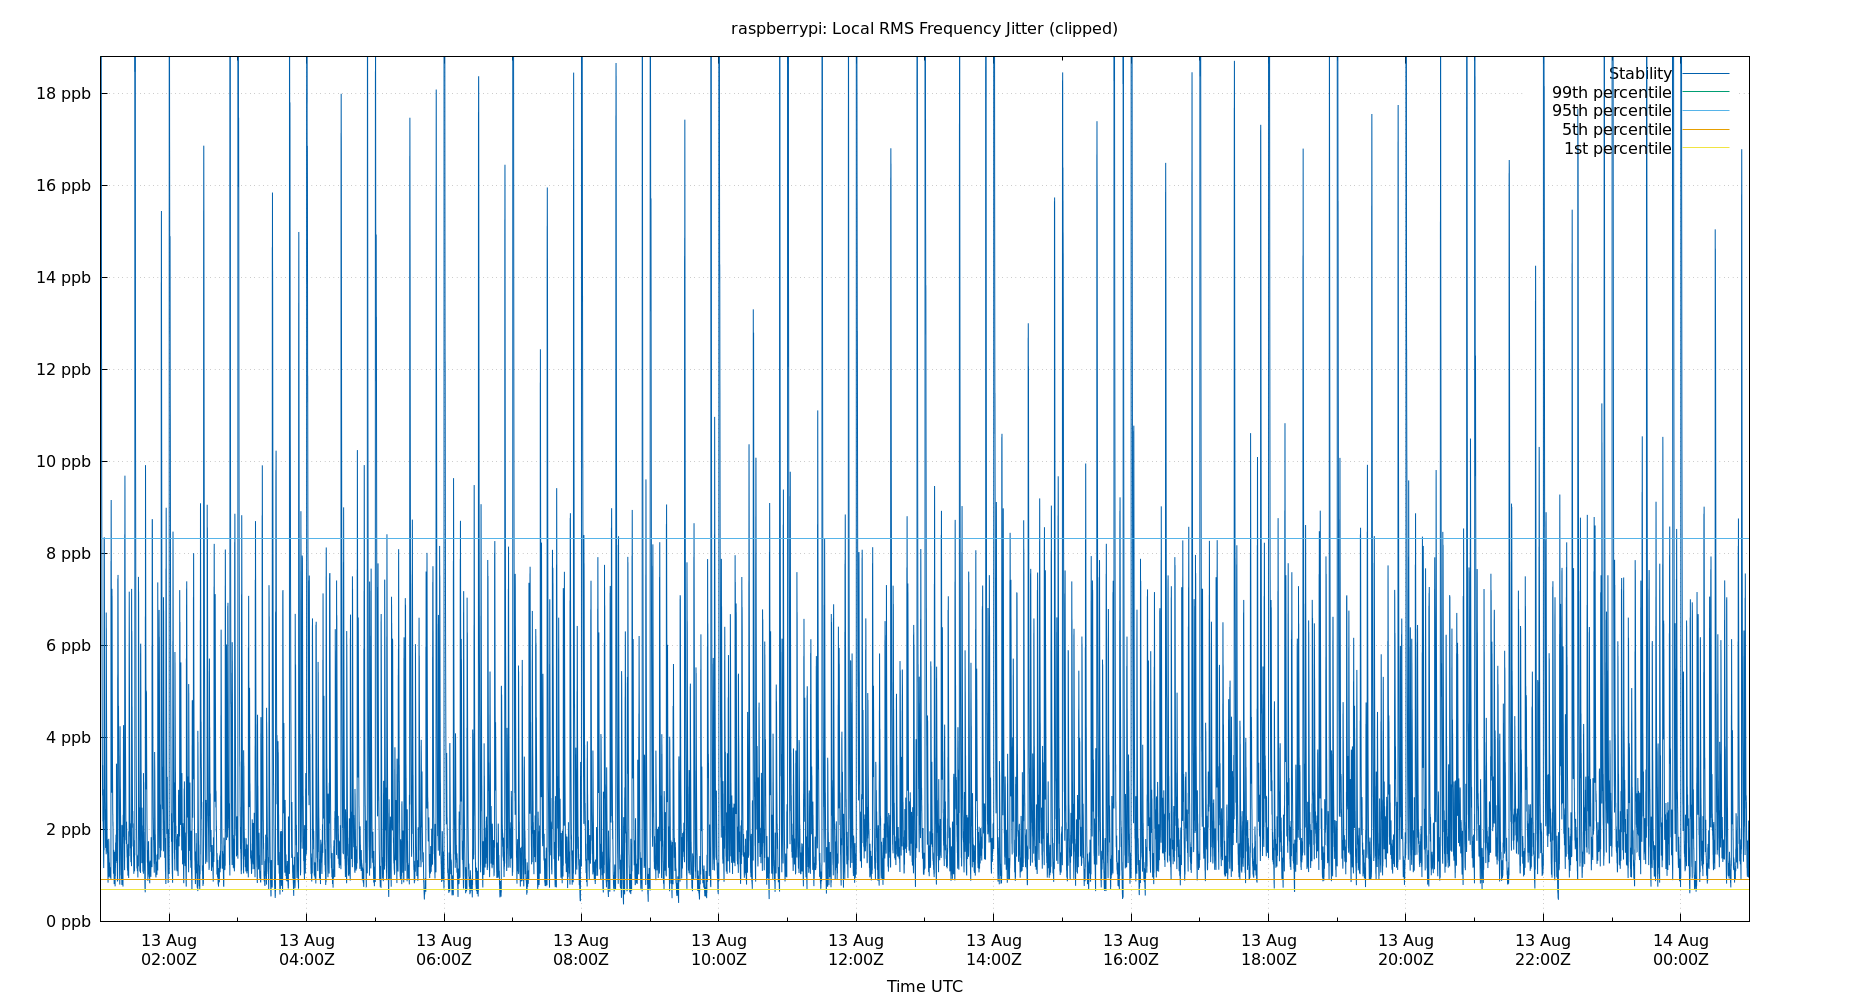 raspberrypi: Local RMS Frequency Jitter (clipped)
Stability
99th percentile
95th percentile
5th percentile
1st percentile
18 ppb
16 ppb
14 ppb
12 ppb
10 ppb
8 ppb
6 ppb
4 ppb
2 ppb
0 ppb
13 Aug 13 Aug 13 Aug 13 Aug 13 Aug 13 Aug 13 Aug 13 Aug 13 Aug 13 Aug 13 Aug 14 Aug
02:00Z 04:00Z 06:00Z 08:00Z 10:00Z 12:00Z 14:00Z 16:00Z 18:00Z 20:00Z 22:00Z 00:00Z
Time UTC